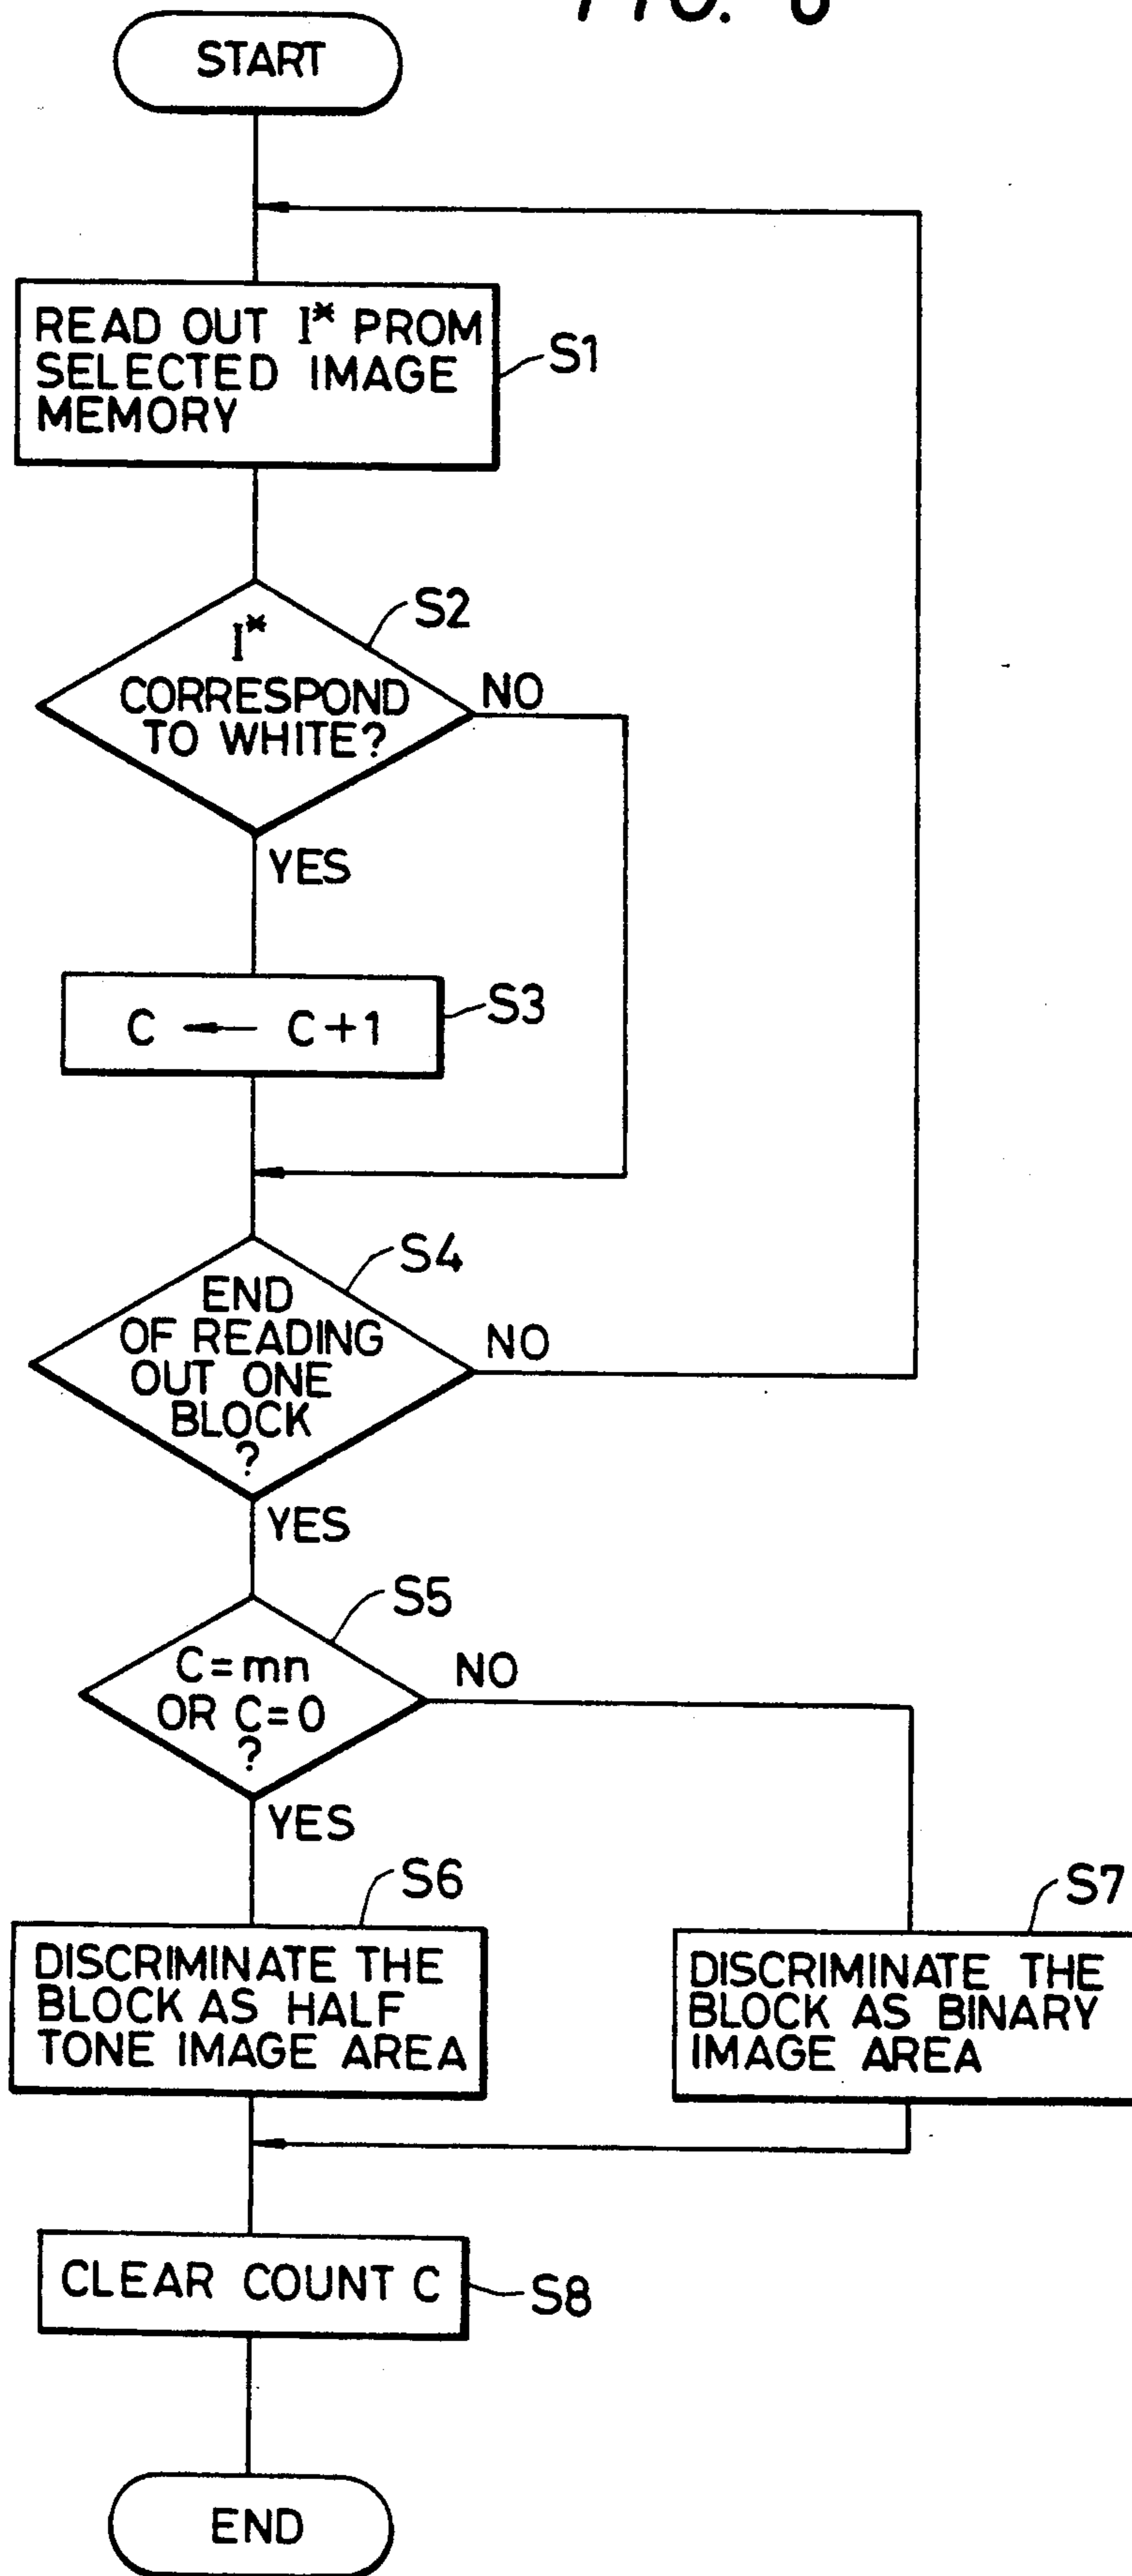 FIG. 6
START
READ OUT I* PROM
SELECTED IMAGE
MEMORY
S1
S2
I*
CORRESPOND
TO WHITE?
NO
YES
C ← C+1
S3
S4
END
OF READING
OUT ONE
BLOCK
?
NO
YES
S5
C=mn
OR C=0
?
NO
YES
S6
DISCRIMINATE THE
BLOCK AS HALF
TONE IMAGE AREA
S7
DISCRIMINATE THE
BLOCK AS BINARY
IMAGE AREA
CLEAR COUNT C
S8
END